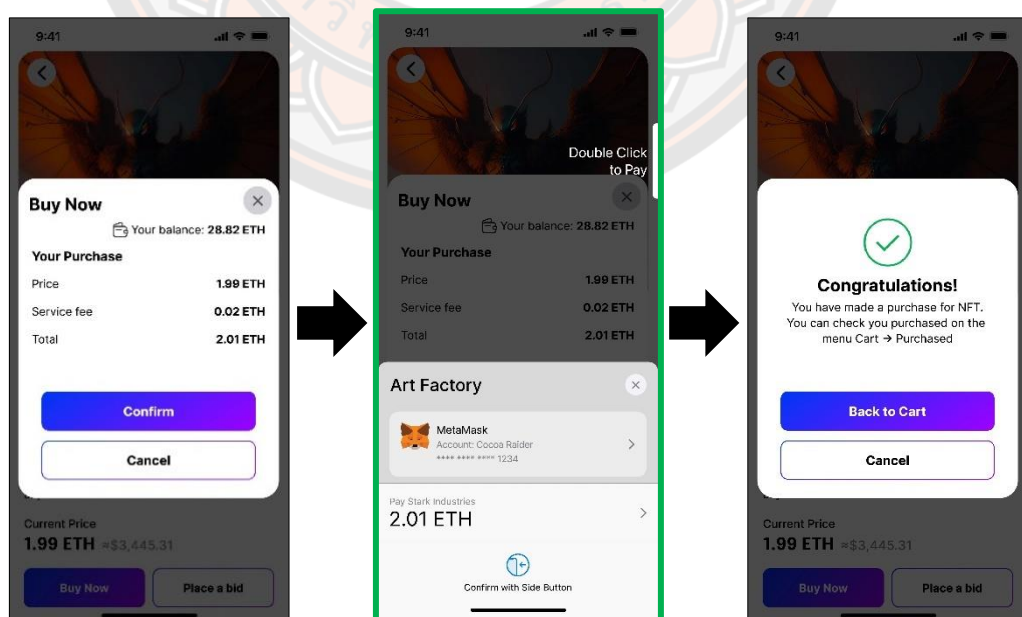 9:41
Buy Now
Your balance: 28.82 ETH
Your Purchase
Price 1.99 ETH
Service fee 0.02 ETH
Total 2.01 ETH
Confirm
Cancel
Current Price
1.99 ETH ≈$3,445.31
Buy Now Place a bid
9:41
Double Click
to Pay
Buy Now
Your balance: 28.82 ETH
Your Purchase
Price 1.99 ETH
Service fee 0.02 ETH
Total 2.01 ETH
Art Factory
MetaMask
Account: Cocoa Raider
**** **** **** 1234
Pay Stark Industries
2.01 ETH
Confirm with Side Button
9:41
Congratulations!
You have made a purchase for NFT.
You can check you purchased on the
menu Cart → Purchased
Back to Cart
Cancel
Current Price
1.99 ETH ≈$3,445.31
Buy Now Place a bid